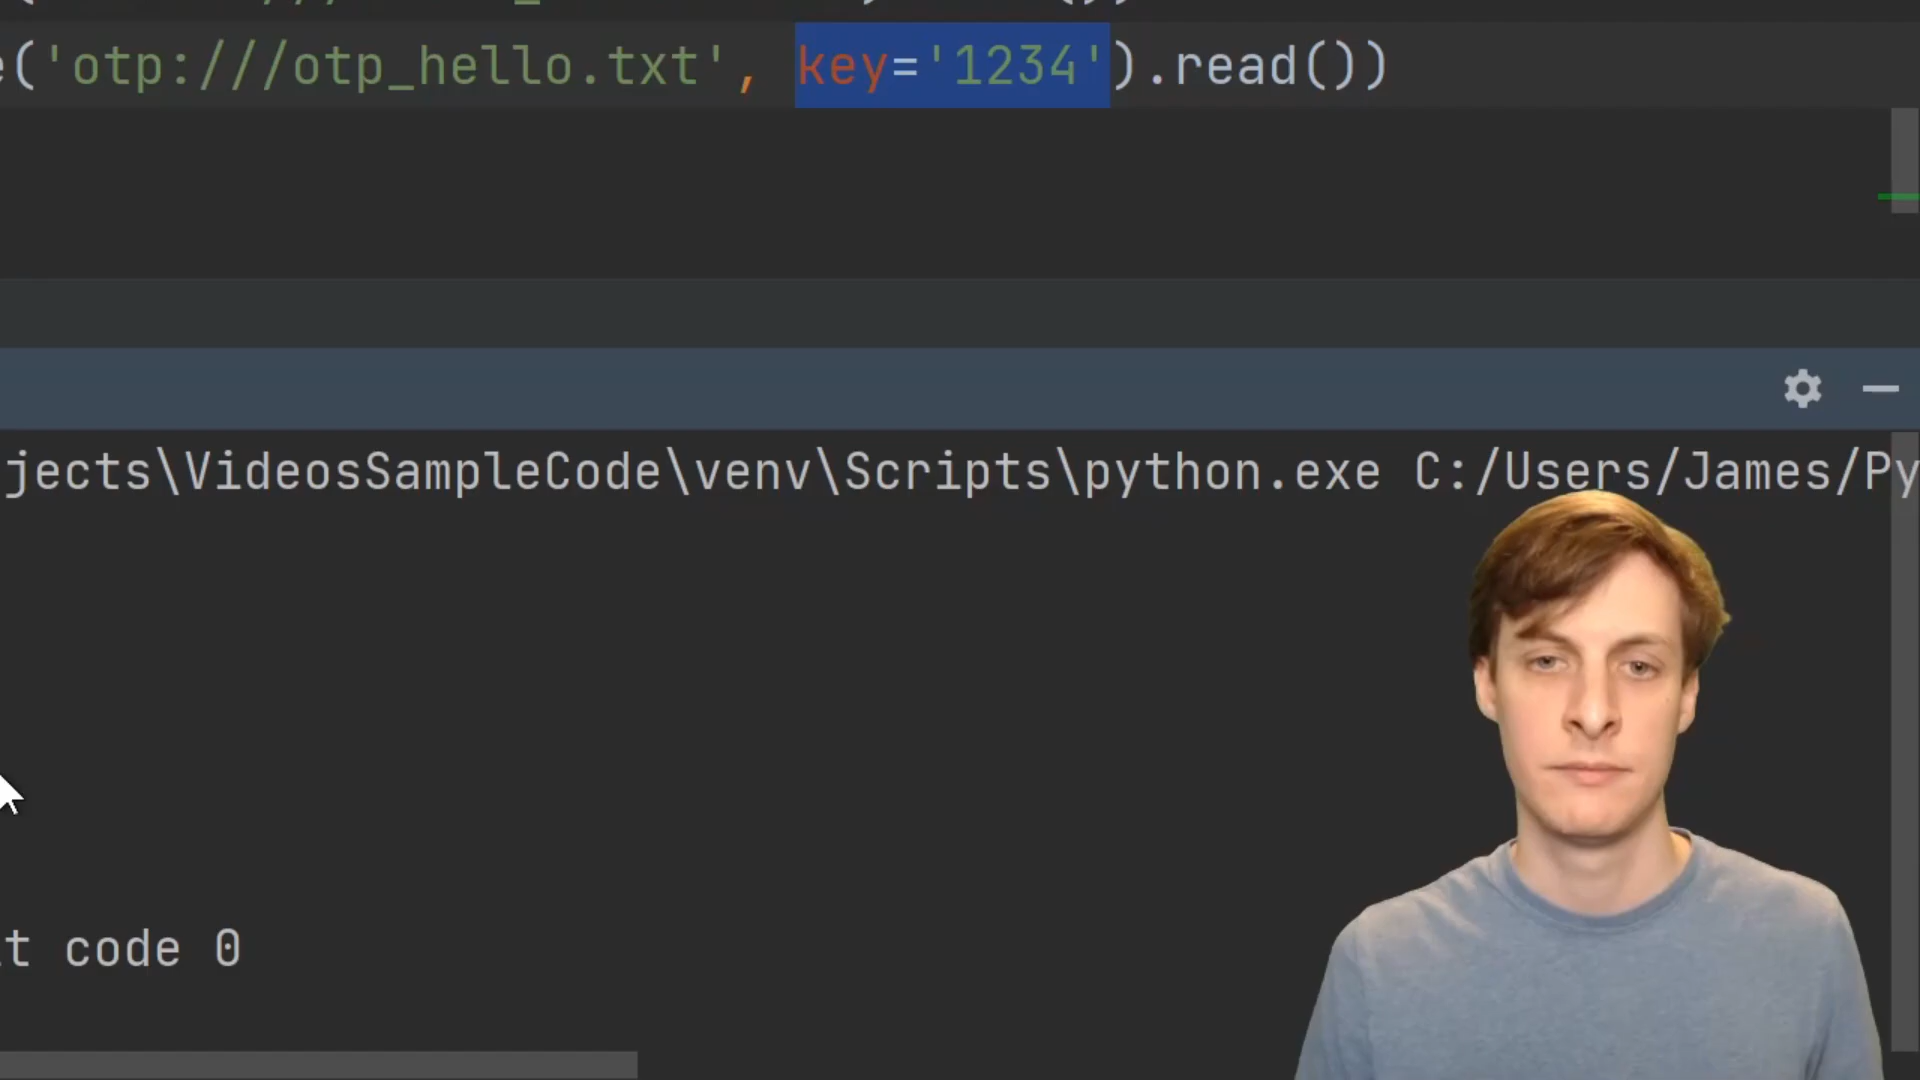 e('otp:///otp_hello.txt', key='1234').read())
jects\VideosSampleCode\venv\Scripts\python.exe C:/Users/James/Py
t code 0